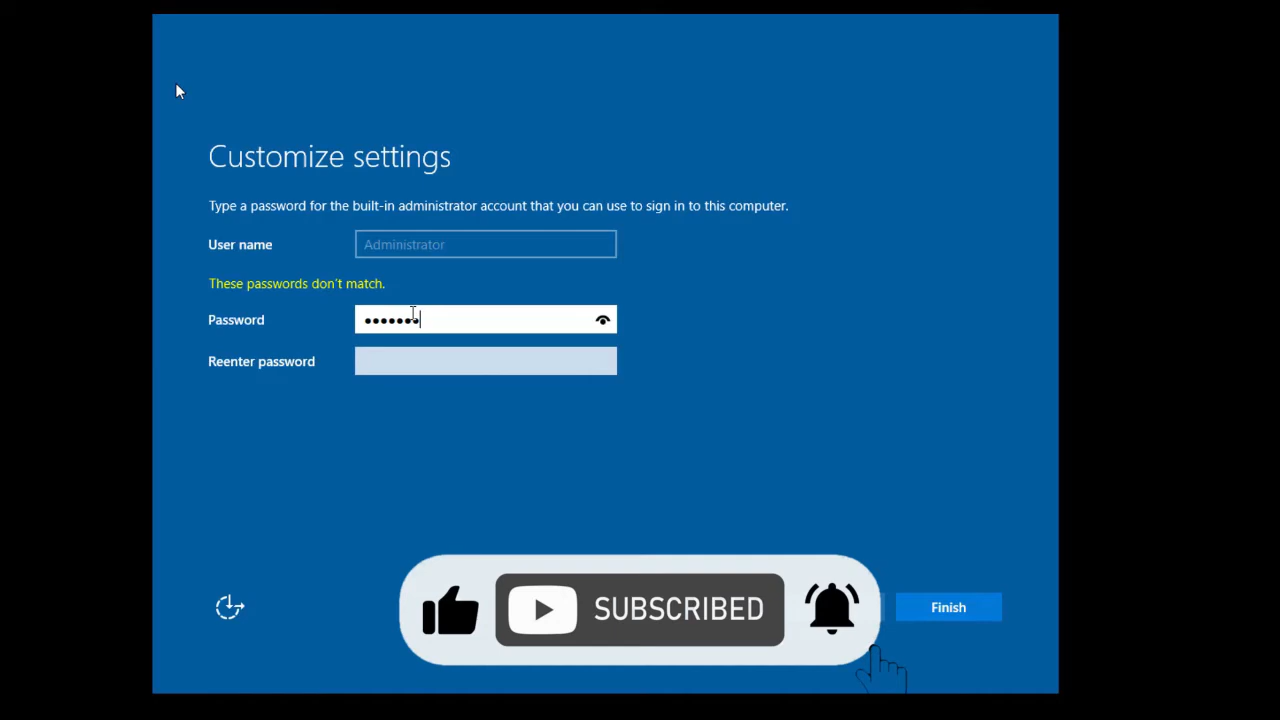 Customize settings
Type a password for the built-in administrator account that you can use to sign in to this computer.
User name
Administrator
These passwords don't match.
Password
•••••••
Reenter password
SUBSCRIBED
Finish